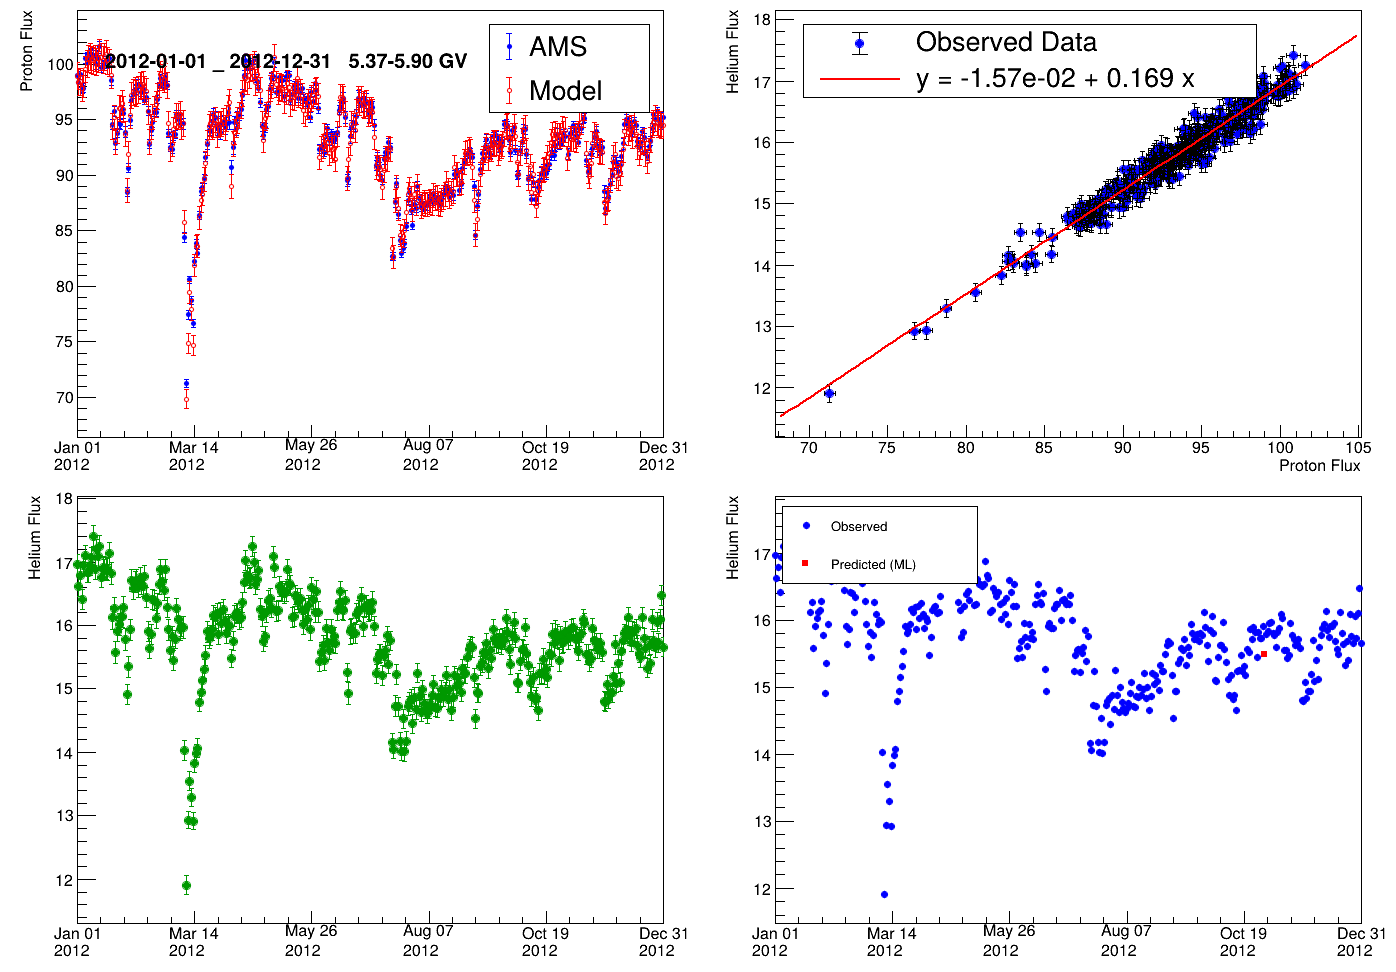 Proton Flux
2012-01-01 _ 2012-12-31 5.37-5.90 GV
AMS
Model
100
95
90
85
80
75
70
Jan 01 2012
Mar 14 2012
May 26 2012
Aug 07 2012
Oct 19 2012
Dec 31 2012
Helium Flux
Observed Data
y = -1.57e-02 + 0.169 x
18
17
16
15
14
13
12
70 75 80 85 90 95 100 105
Proton Flux
Helium Flux
18
17
16
15
14
13
12
Jan 01 2012
Mar 14 2012
May 26 2012
Aug 07 2012
Oct 19 2012
Dec 31 2012
Helium Flux
Observed
Predicted (ML)
17
16
15
14
13
12
Jan 01 2012
Mar 14 2012
May 26 2012
Aug 07 2012
Oct 19 2012
Dec 31 2012